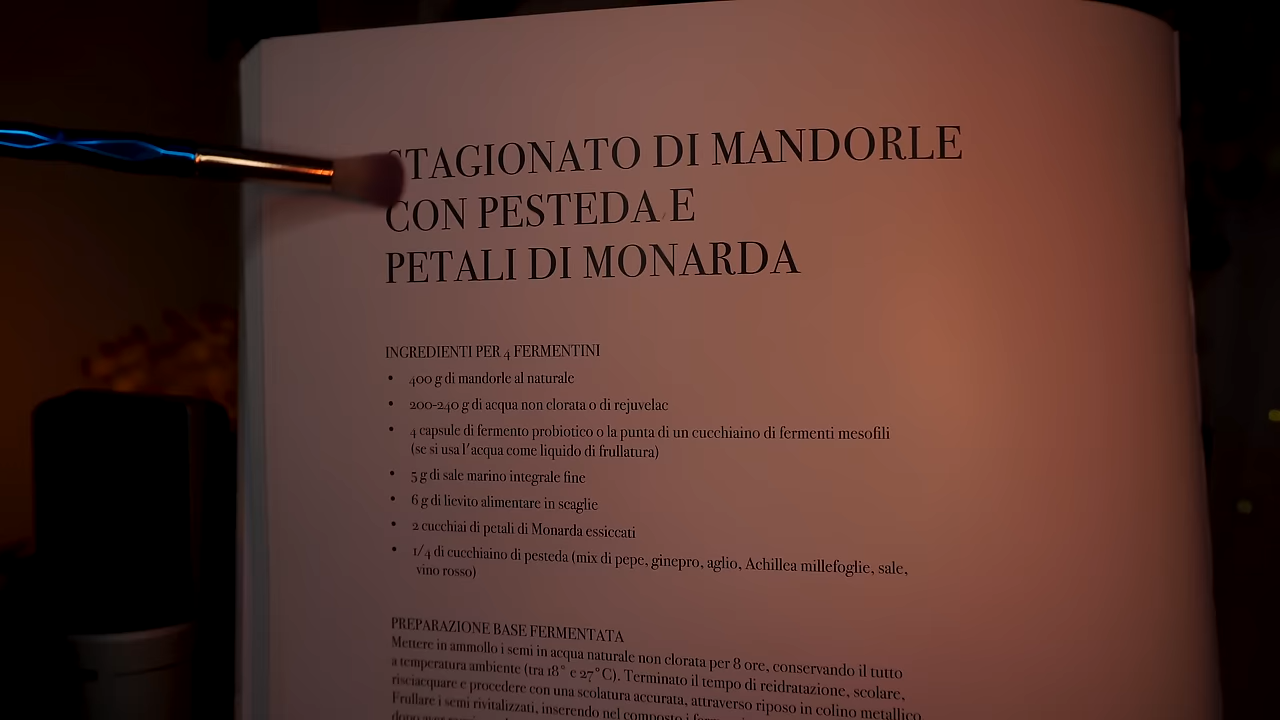 STAGIONATO DI MANDORLE
CON PESTEDA E
PETALI DI MONARDA
INGREDIENTI PER 4 FERMENTINI
• 400 g di mandorle al naturale
• 200-240 g di acqua non clorata o di rejuvelac
• 4 capsule di fermento probiotico o la punta di un cucchiaino di fermenti mesofili
(se si usa l'acqua come liquido di frullatura)
• 5 g di sale marino integrale fine
• 6 g di lievito alimentare in scaglie
• 2 cucchiai di petali di Monarda essiccati
• 1/4 di cucchiaino di pesteda (mix di pepe, ginepro, aglio, Achillea millefoglie, sale,
vino rosso)
PREPARAZIONE BASE FERMENTATA
Mettere in ammollo i semi in acqua naturale non clorata per 8 ore, conservando il tutto
a temperatura ambiente (tra 18° e 27°C). Terminato il tempo di reidratazione, scolare,
risciacquare e procedere con una scolatura accurata, attraverso riposo in colino metallico
Frullare i semi rivitalizzati, inserendo nel composto i